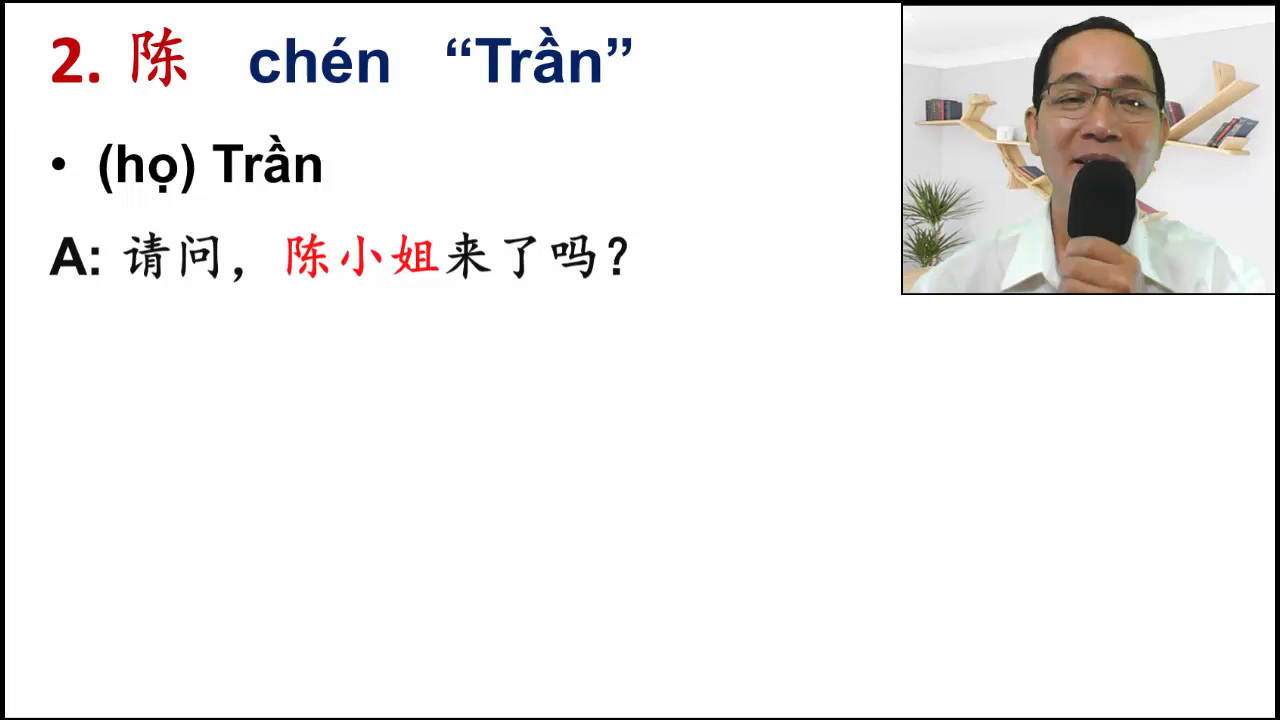 2. 陈 chén “Trần”
• (họ) Trần
A: 请问，陈小姐来了吗？